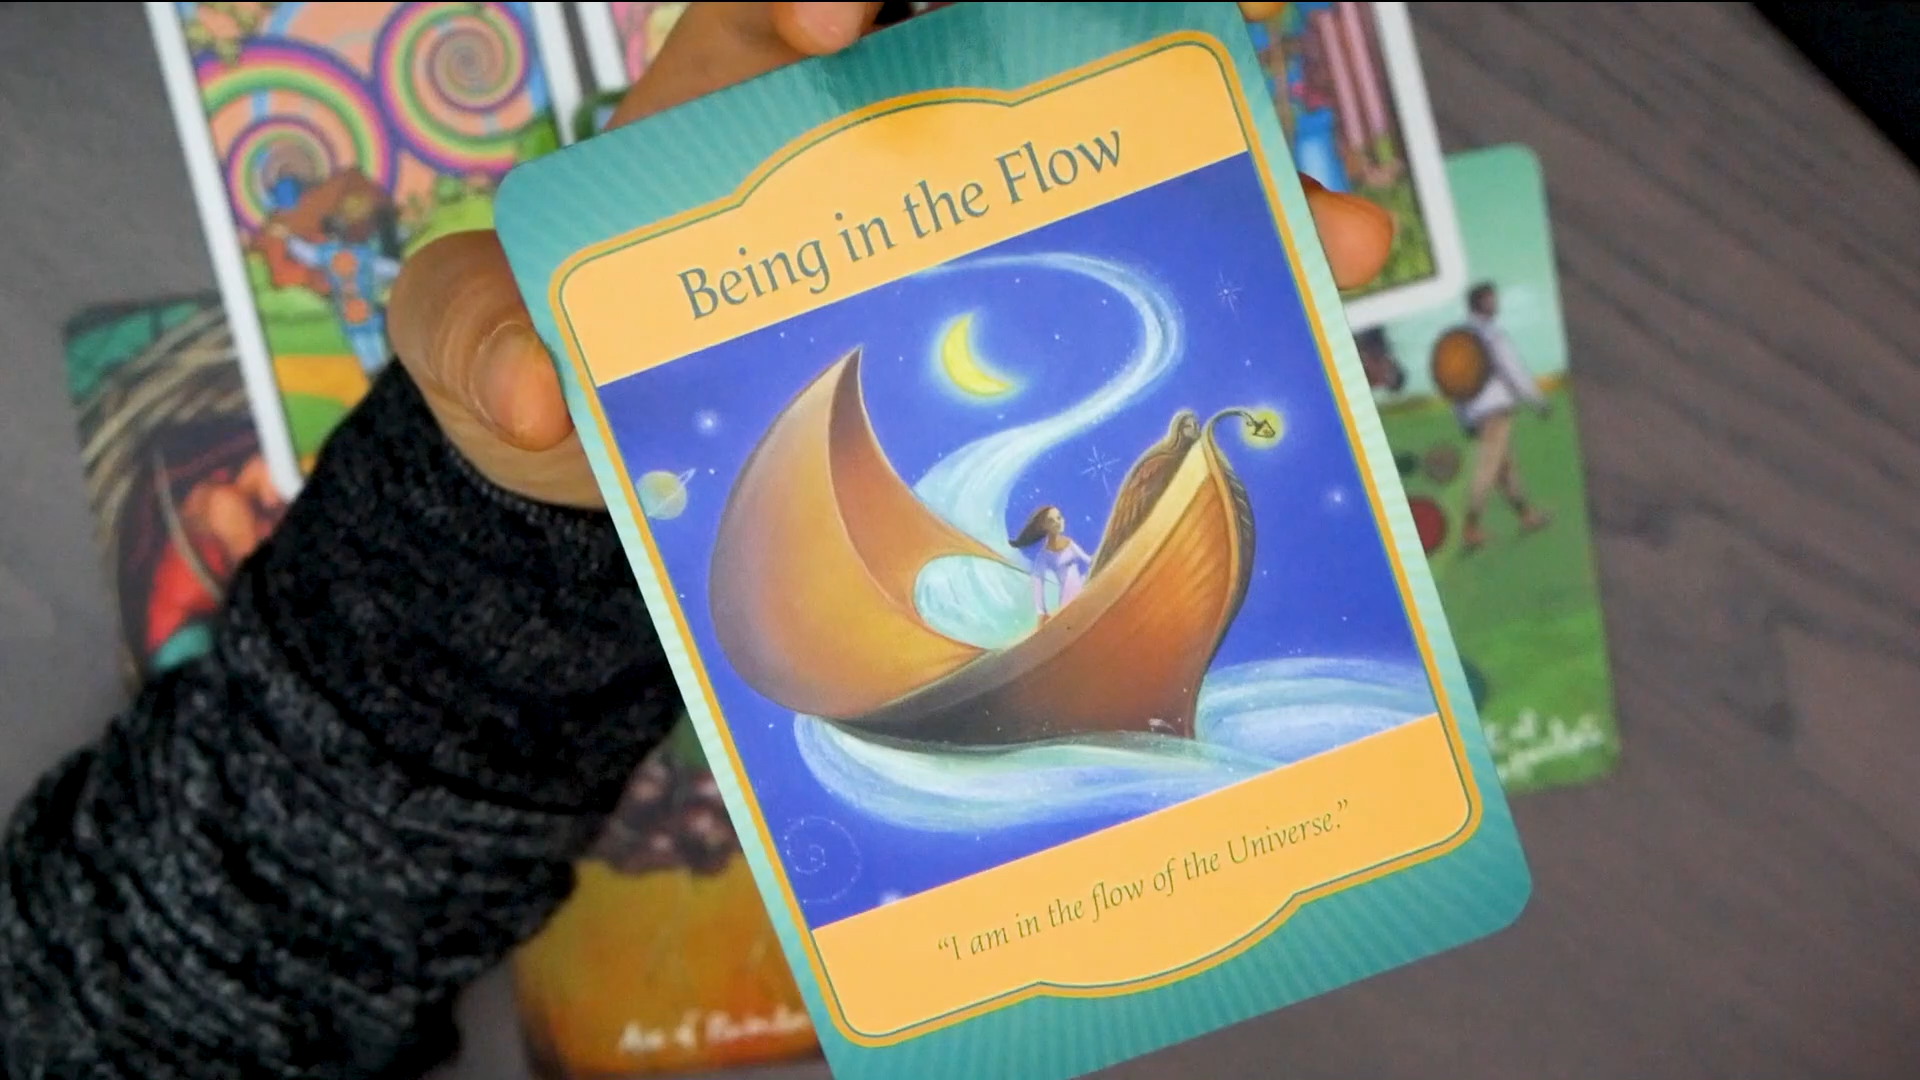 Being in the Flow
“I am in the flow of the Universe.”